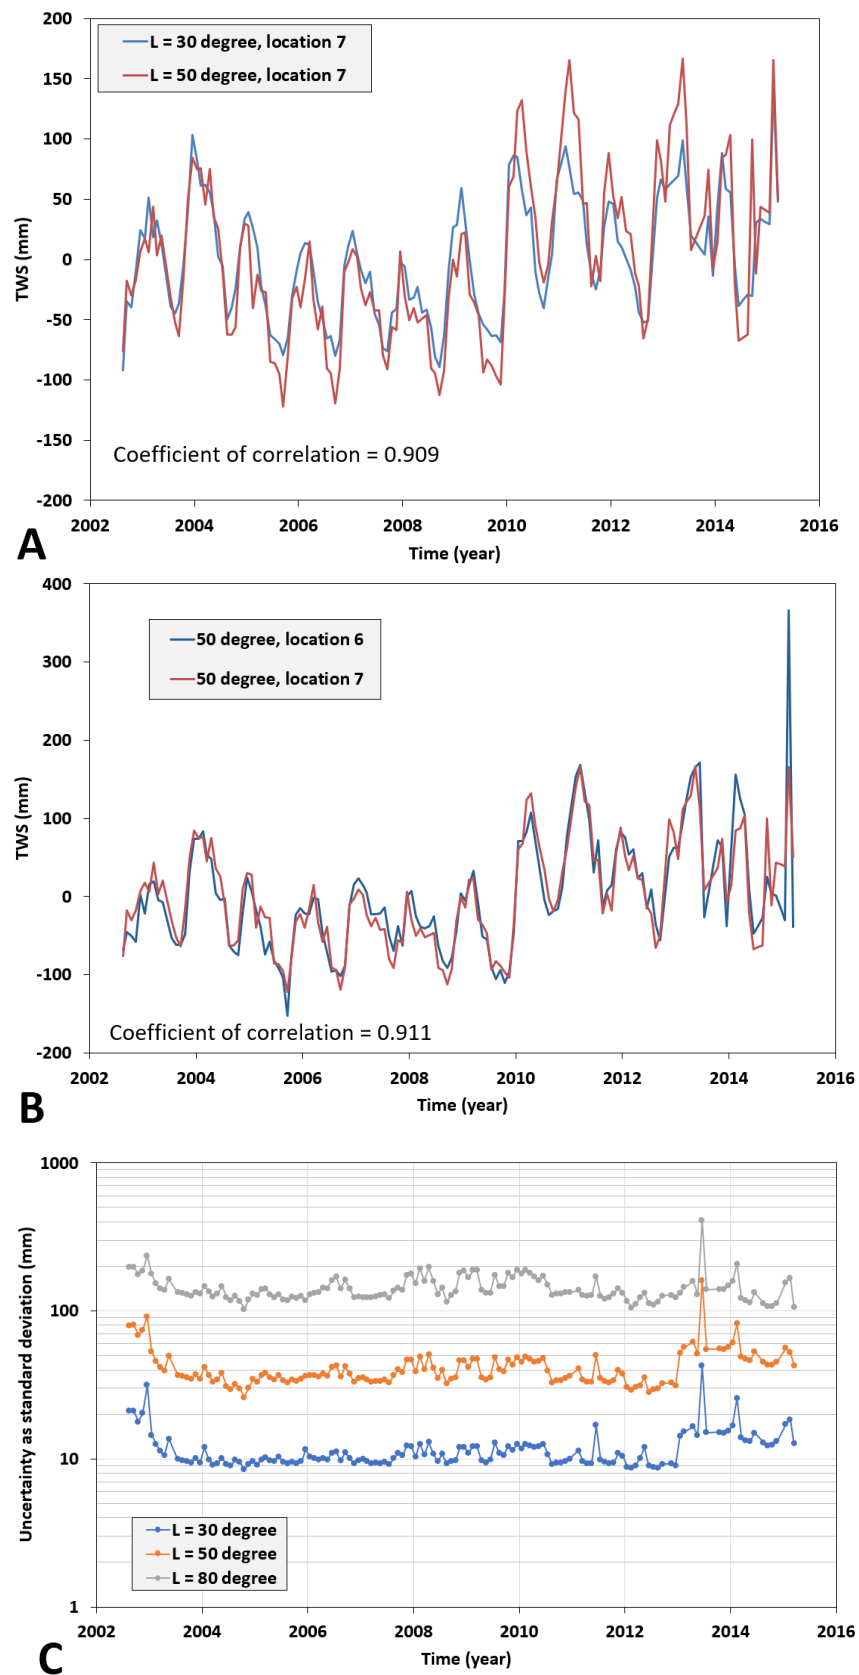 200
150
100
50
0
-50
-100
-150
-200
TWS (mm)
L = 30 degree, location 7
L = 50 degree, location 7
Coefficient of correlation = 0.909
2002 2004 2006 2008 2010 2012 2014 2016
Time (year)
A
400
300
200
100
0
-100
-200
TWS (mm)
50 degree, location 6
50 degree, location 7
Coefficient of correlation = 0.911
2002 2004 2006 2008 2010 2012 2014 2016
Time (year)
B
1000
100
10
1
Uncertainty as standard deviation (mm)
L = 30 degree
L = 50 degree
L = 80 degree
2002 2004 2006 2008 2010 2012 2014 2016
Time (year)
C